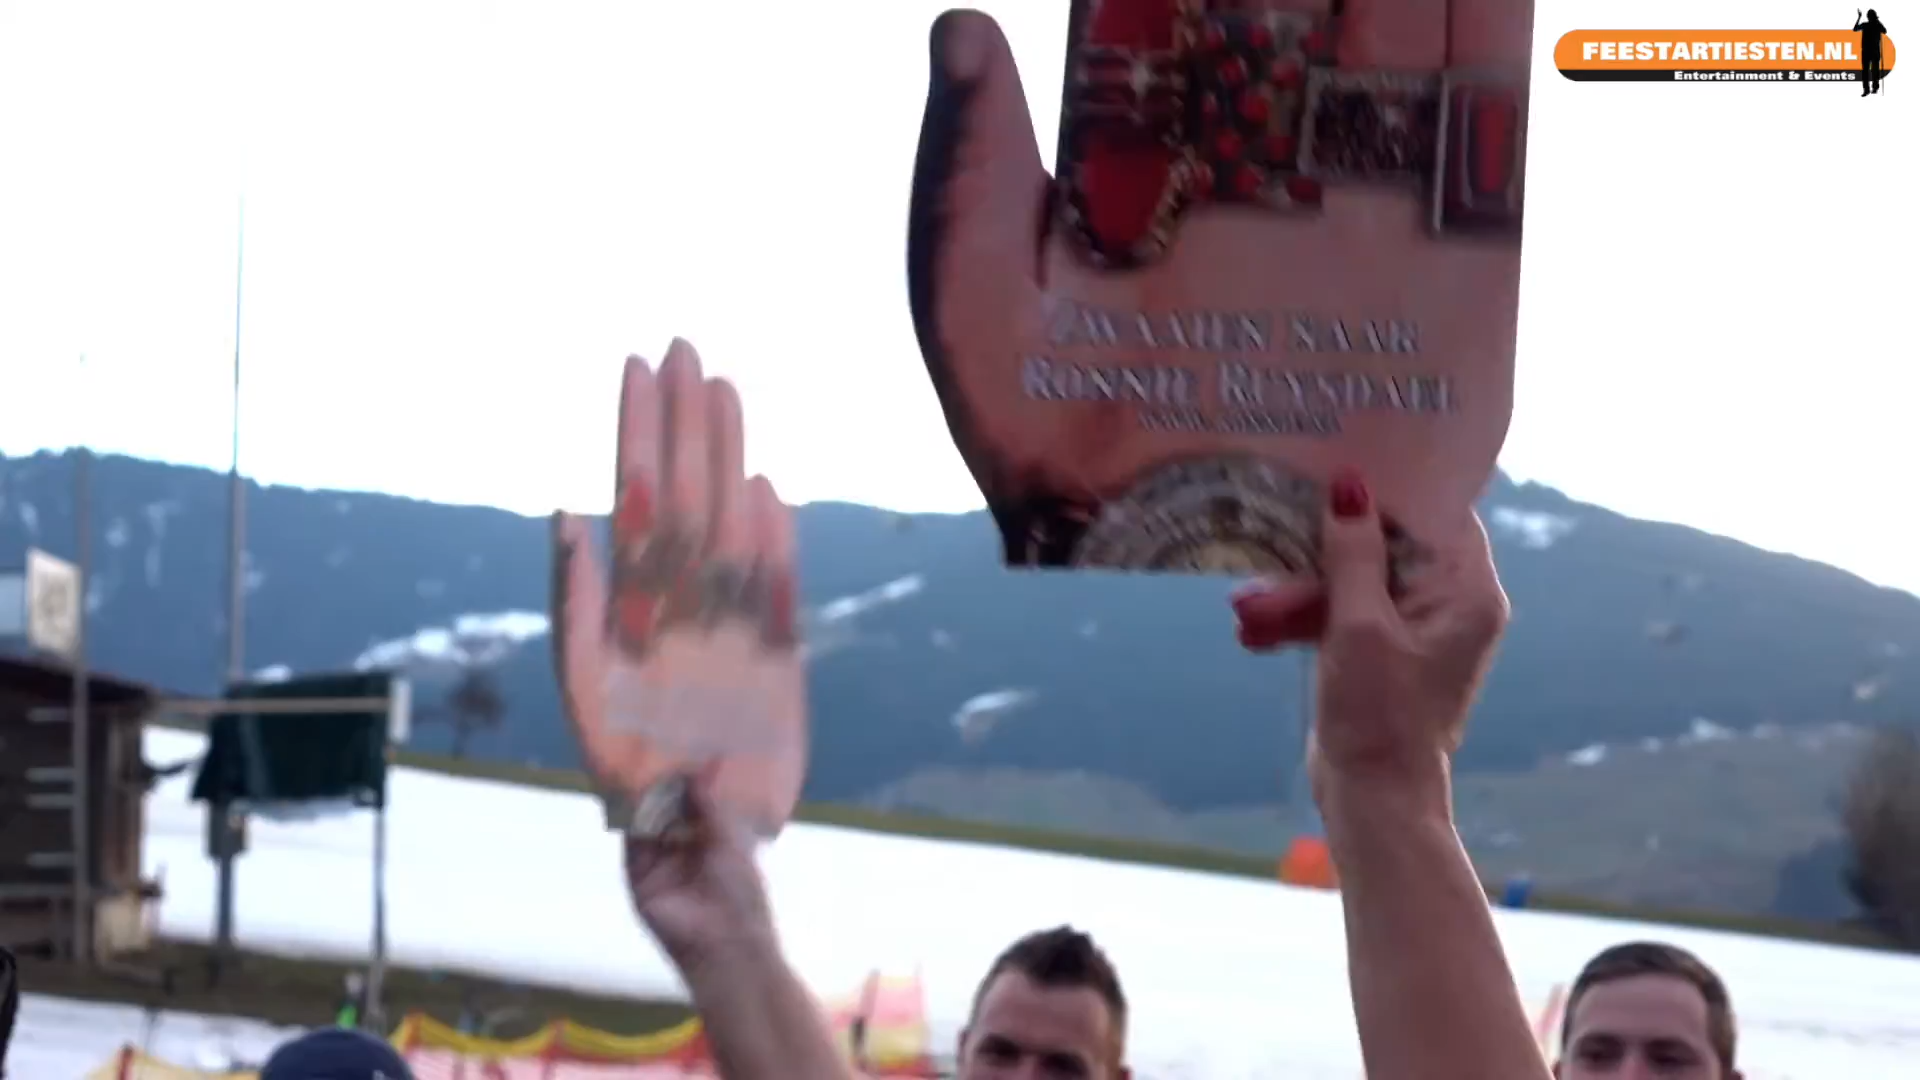 FEESTARTIESTEN.NL
Entertainment & Events
ZWAAIEN NAAR
RONNIE RUYSDAEL